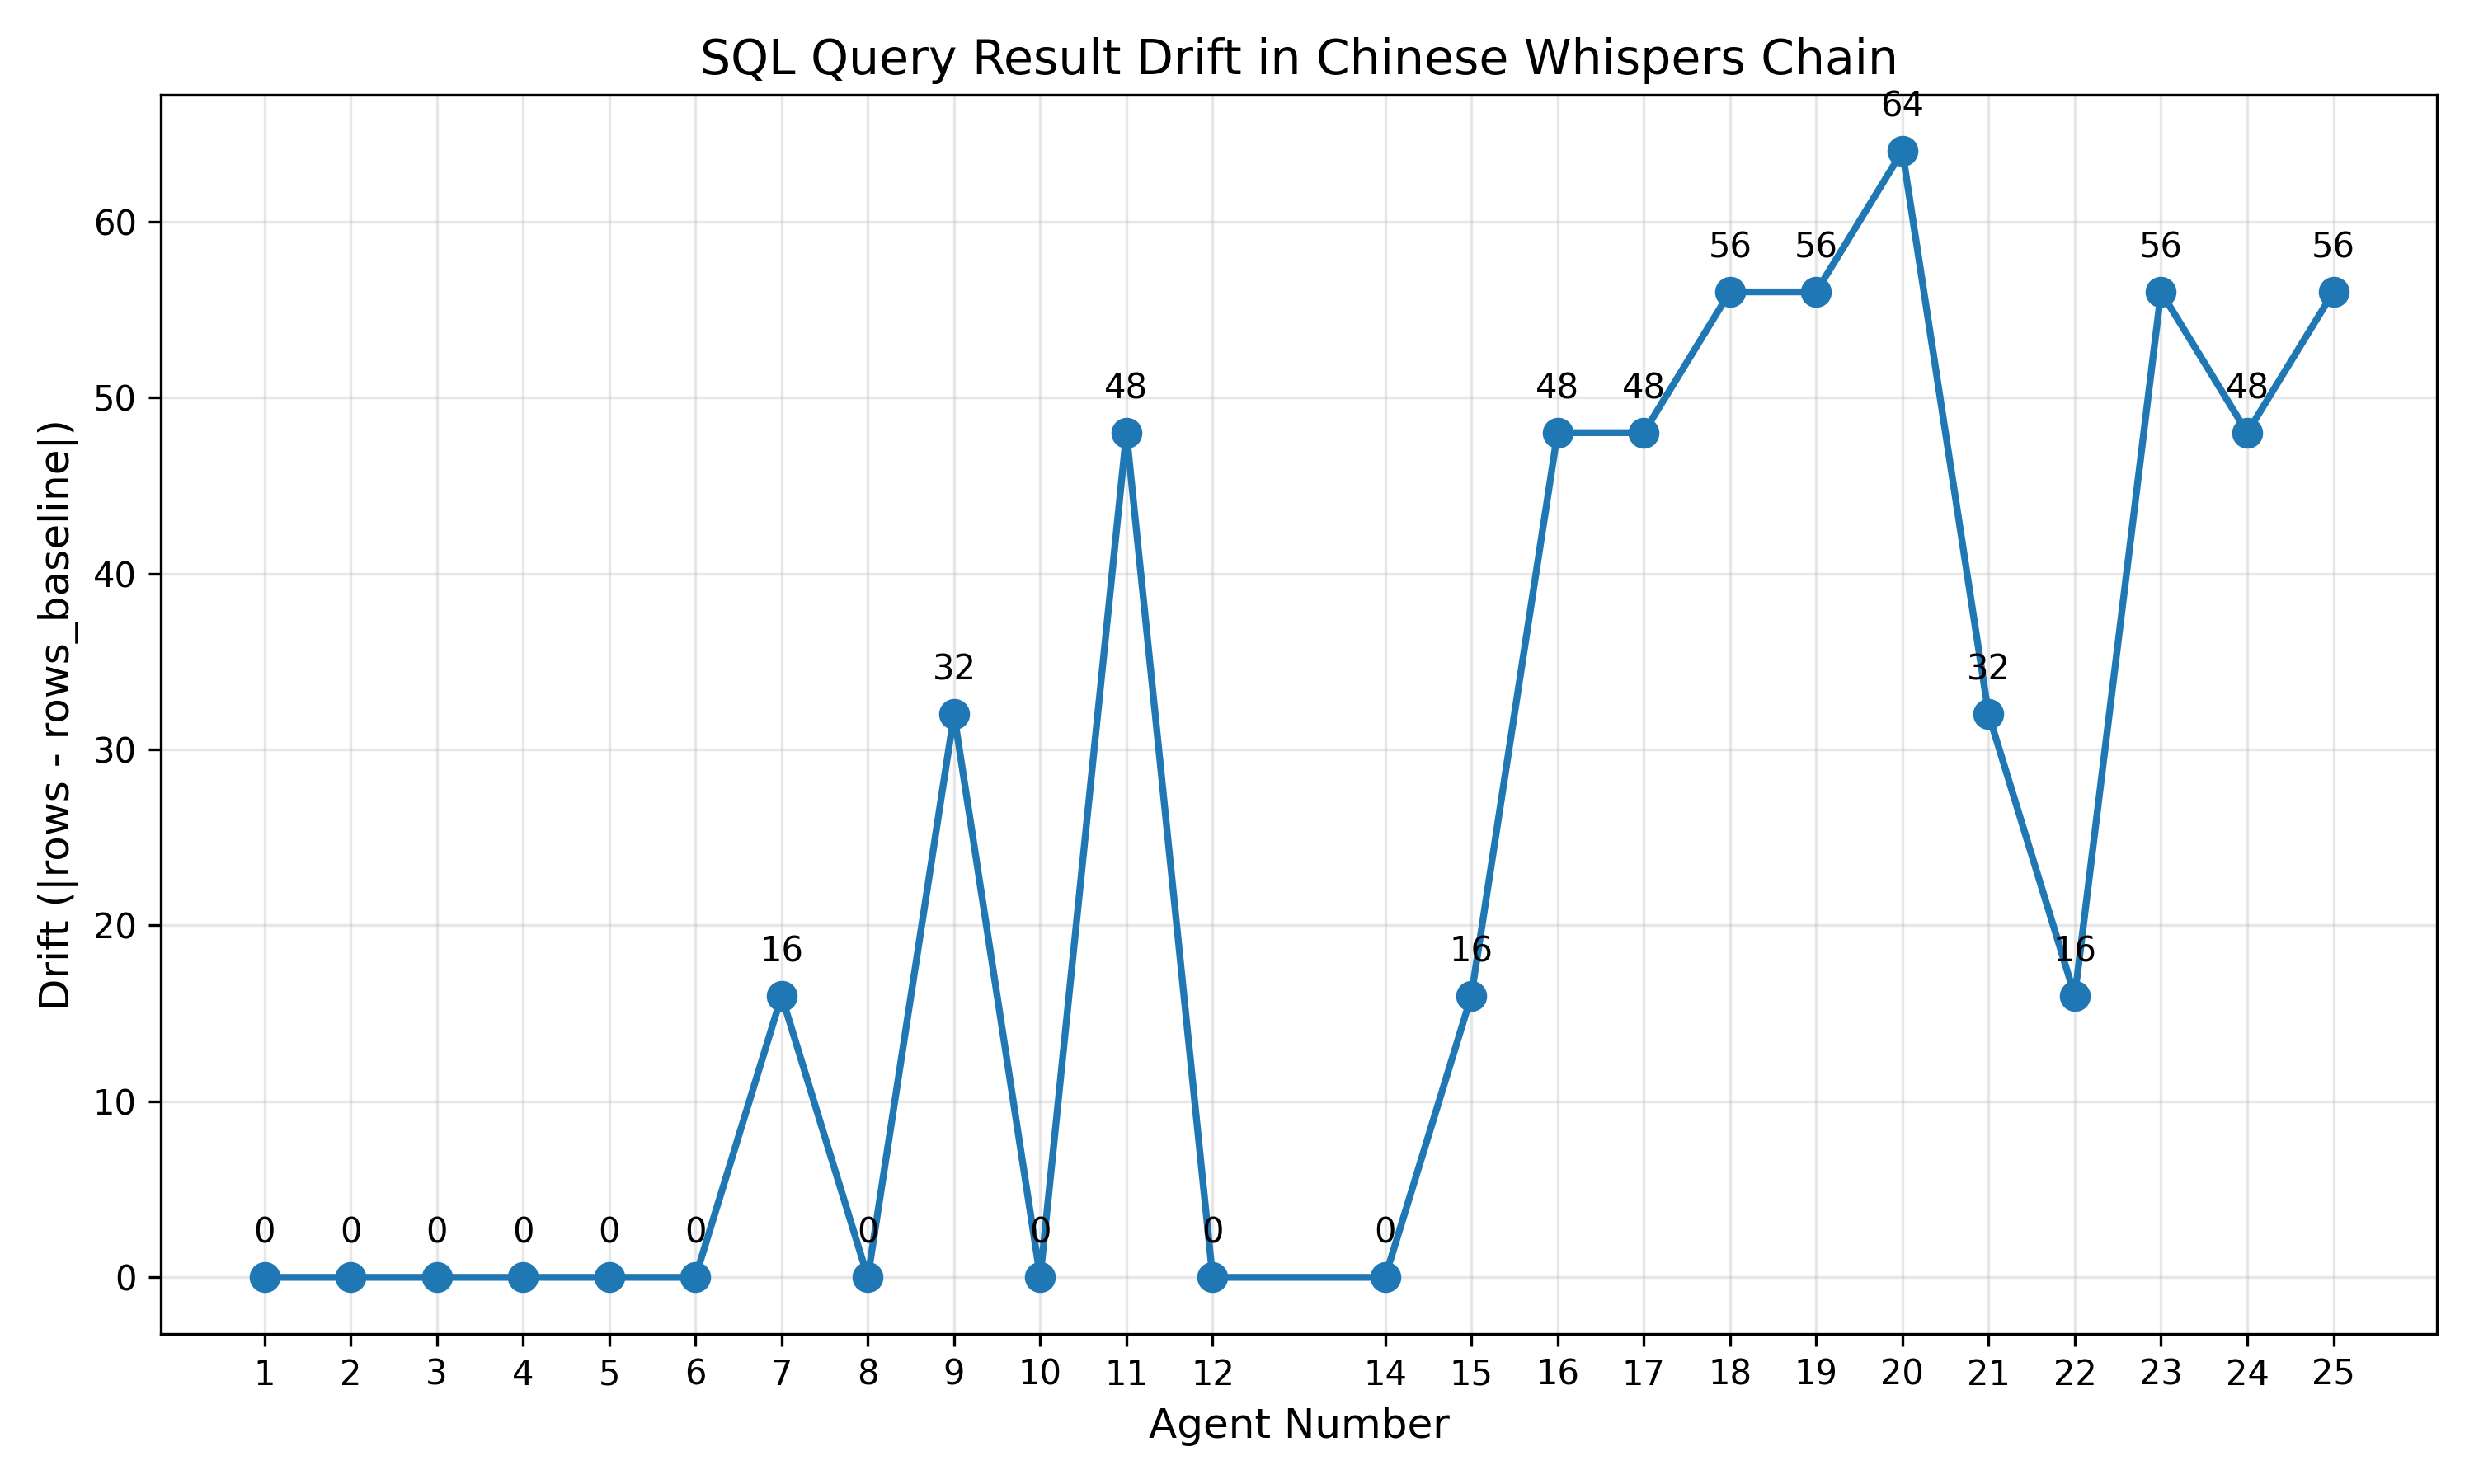 SQL Query Result Drift in Chinese Whispers Chain
64
60
56 56 56 56
50
48 48 48 48
40
Drift (|rows - rows_baseline|)
32 32
30
20
16 16 16
10
0 0 0 0 0 0 0 0 0 0
0
1 2 3 4 5 6 7 8 9 10 11 12 14 15 16 17 18 19 20 21 22 23 24 25
Agent Number